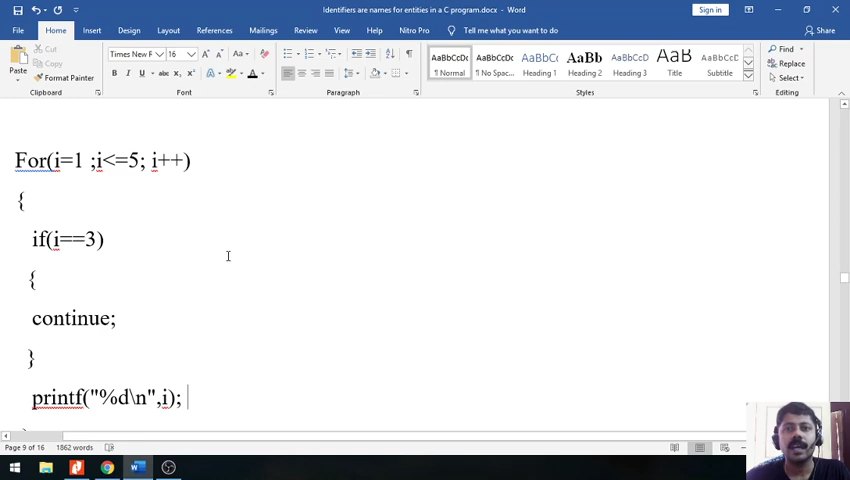 Identifiers are names for entities in a C program.docx - Word
Sign in
File Home Insert Draw Design Layout References Mailings Review View Help Nitro Pro Tell me what you want to do Share
Cut
Copy
Format Painter
Paste
Clipboard
Times New R 16
Font
Paragraph
AaBbCcDc AaBbCcDc AaBbCc AaBb AaBbCcD AaB AaBbCcD
¶ Normal ¶ No Spac... Heading 1 Heading 2 Heading 3 Title Subtitle
Styles
Find
Replace
Select
Editing
For(i=1 ;i<=5; i++)
{
if(i==3)
{
continue;
}
printf("%d\n",i);
Page 9 of 16 1862 words